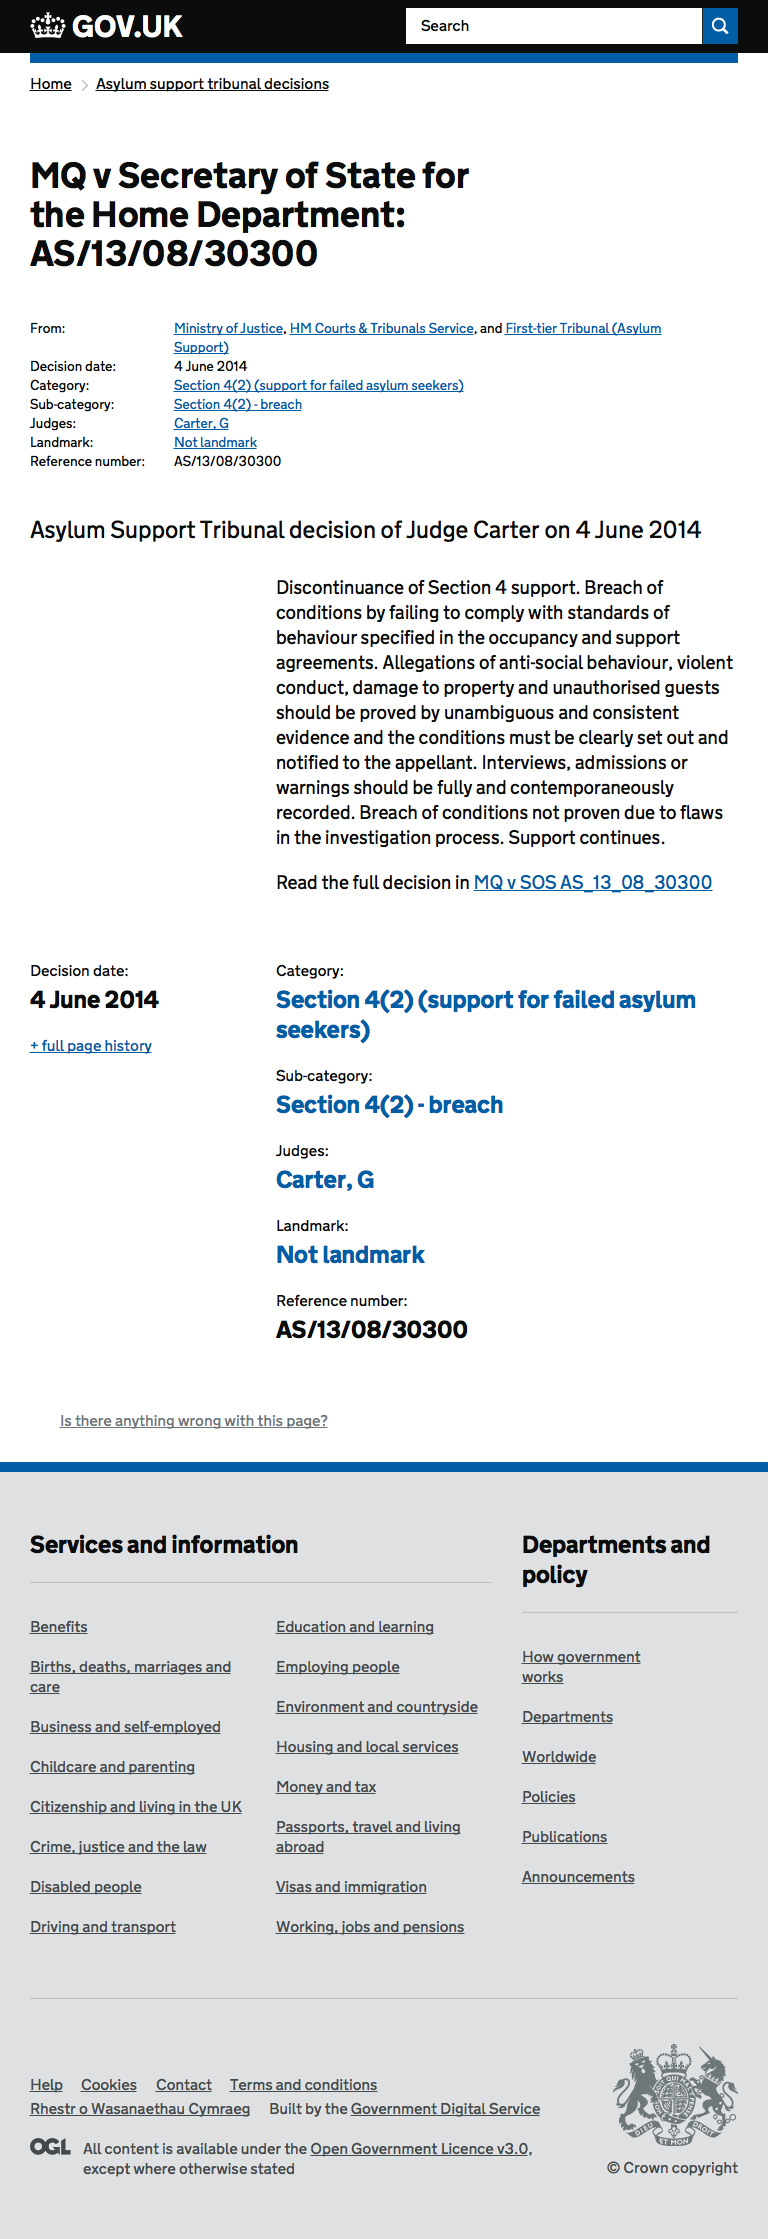 GOV.UK
Search
Home
Asylum support tribunal decisions
MQ v Secretary of State for
the Home Department:
AS/13/08/30300
From: Ministry of Justice, HM Courts & Tribunals Service, and First-tier Tribunal (Asylum
Support)
Decision date: 4 June 2014
Category: Section 4(2) (support for failed asylum seekers)
Sub-category: Section 4(2) - breach
Judges: Carter, G
Landmark: Not landmark
Reference number: AS/13/08/30300
Asylum Support Tribunal decision of Judge Carter on 4 June 2014
Discontinuance of Section 4 support. Breach of
conditions by failing to comply with standards of
behaviour specified in the occupancy and support
agreements. Allegations of anti-social behaviour, violent
conduct, damage to property and unauthorised guests
should be proved by unambiguous and consistent
evidence and the conditions must be clearly set out and
notified to the appellant. Interviews, admissions or
warnings should be fully and contemporaneously
recorded. Breach of conditions not proven due to flaws
in the investigation process. Support continues.
Read the full decision in MQ v SOS AS_13_08_30300
Decision date:
4 June 2014
+ full page history
Category:
Section 4(2) (support for failed asylum
seekers)
Sub-category:
Section 4(2) - breach
Judges:
Carter, G
Landmark:
Not landmark
Reference number:
AS/13/08/30300
Is there anything wrong with this page?
Services and information
Benefits
Births, deaths, marriages and
care
Business and self-employed
Childcare and parenting
Citizenship and living in the UK
Crime, justice and the law
Disabled people
Driving and transport
Education and learning
Employing people
Environment and countryside
Housing and local services
Money and tax
Passports, travel and living
abroad
Visas and immigration
Working, jobs and pensions
Departments and
policy
How government
works
Departments
Worldwide
Policies
Publications
Announcements
Help Cookies Contact Terms and conditions
Rhestr o Wasanaethau Cymraeg Built by the Government Digital Service
OGL All content is available under the Open Government Licence v3.0,
except where otherwise stated
© Crown copyright